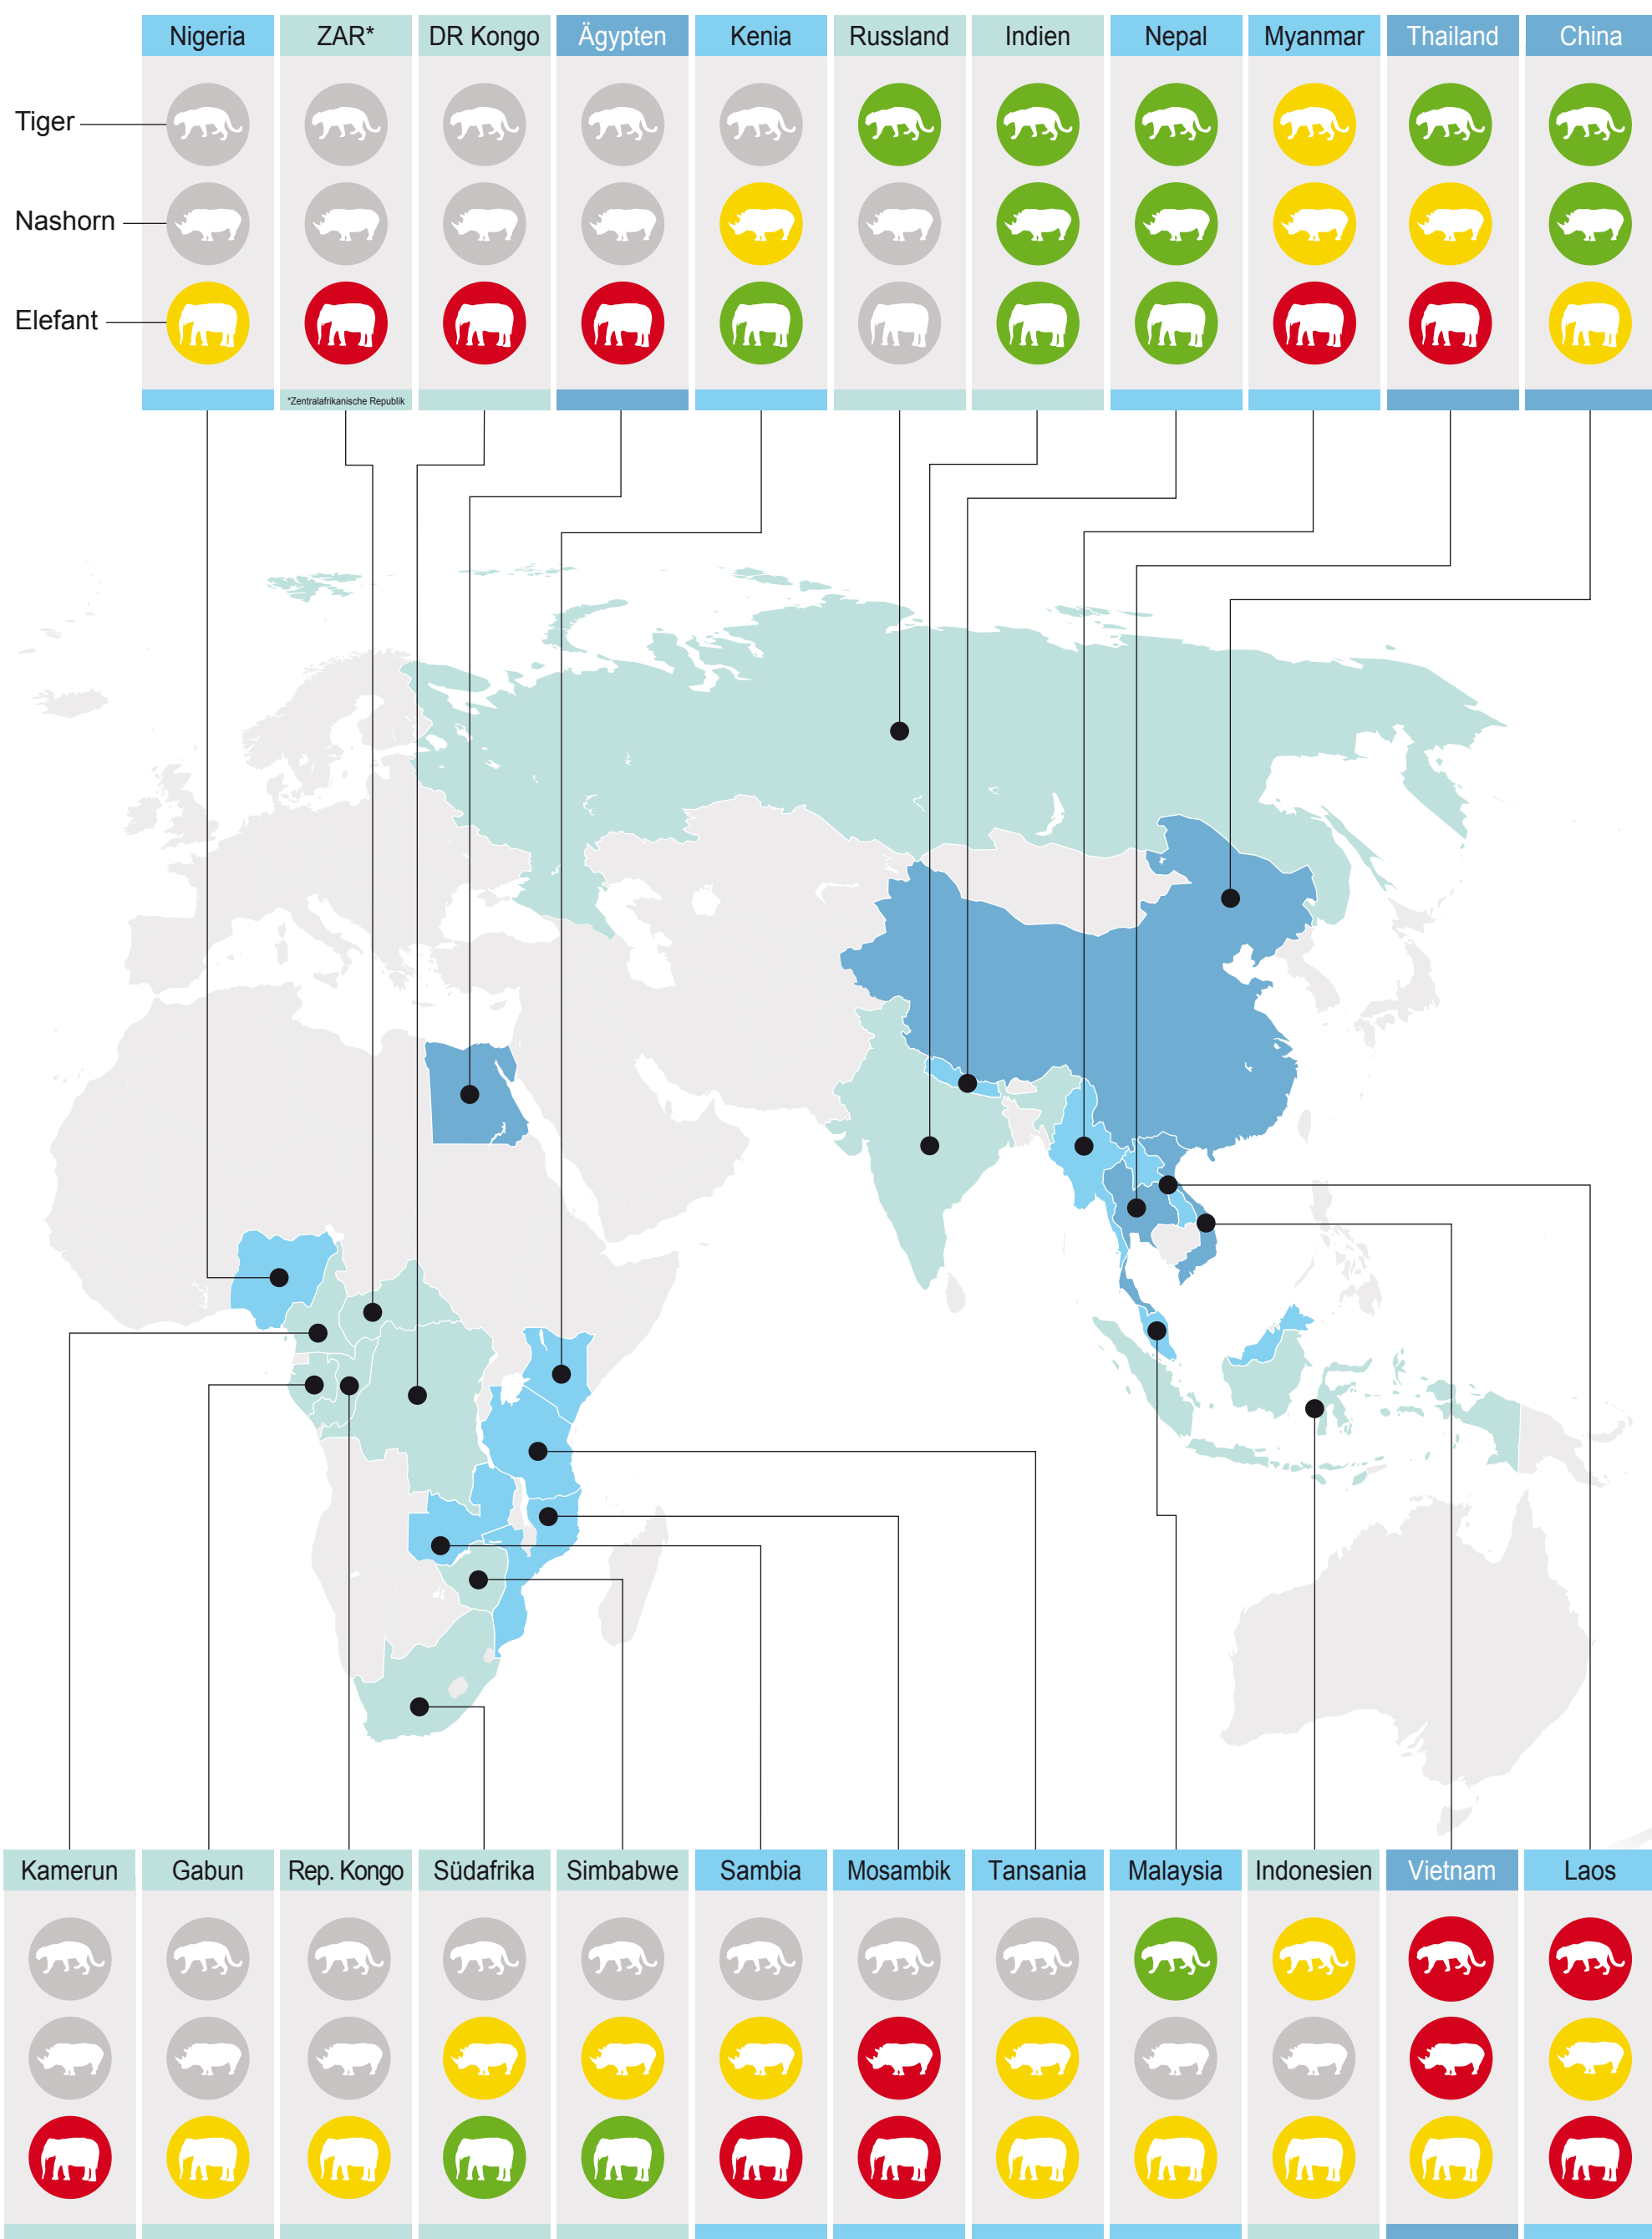 Nigeria
ZAR*
DR Kongo
Ägypten
Kenia
Russland
Indien
Nepal
Myanmar
Thailand
China
Tiger
Nashorn
Elefant
*Zentralafrikanische Republik
Kamerun
Gabun
Rep. Kongo
Südafrika
Simbabwe
Sambia
Mosambik
Tansania
Malaysia
Indonesien
Vietnam
Laos